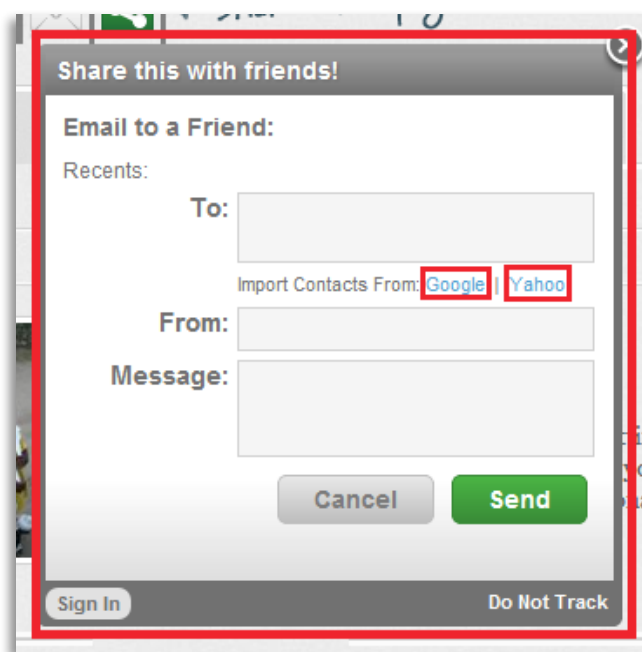 Share this with friends!
Email to a Friend:
Recents:
To:
Import Contacts From: Google | Yahoo
From:
Message:
Cancel Send
Sign In Do Not Track